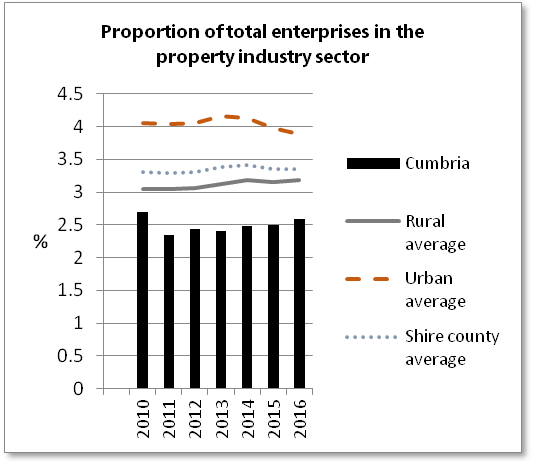 Proportion of total enterprises in the
property industry sector
4.5
4
3.5
3
2.5
2
1.5
1
0.5
0
%
2010
2011
2012
2013
2014
2015
2016
Cumbria
Rural
average
Urban
average
Shire county
average